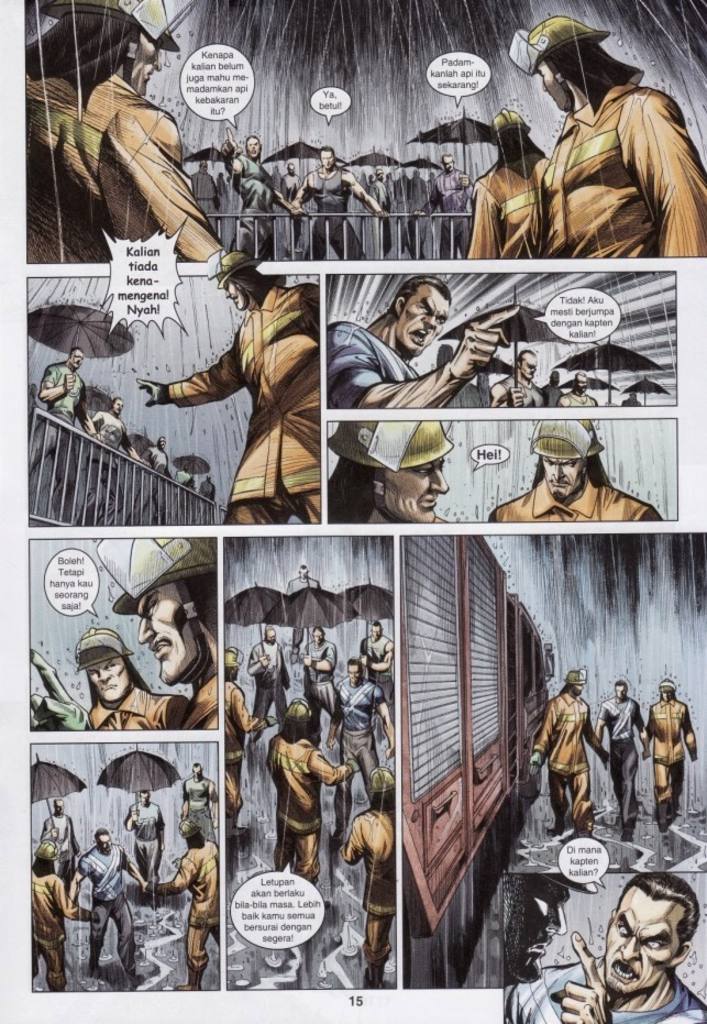 Kenapa
kalian belum
juga mahu me-
madamkan api
kebakaran
itu?
Ya,
betul!
Padam-
kanlah api itu
sekarang!
Kalian
tiada
kena-
mengena!
Nyah!
Tidak! Aku
mesti berjumpa
dengan kapten
kalian!
Hei!
Boleh!
Tetapi
hanya kau
seorang
saja!
Letupan
akan berlaku
bila-bila masa. Lebih
baik kamu semua
bersurai dengan
segera!
Di mana
kapten
kalian?
15